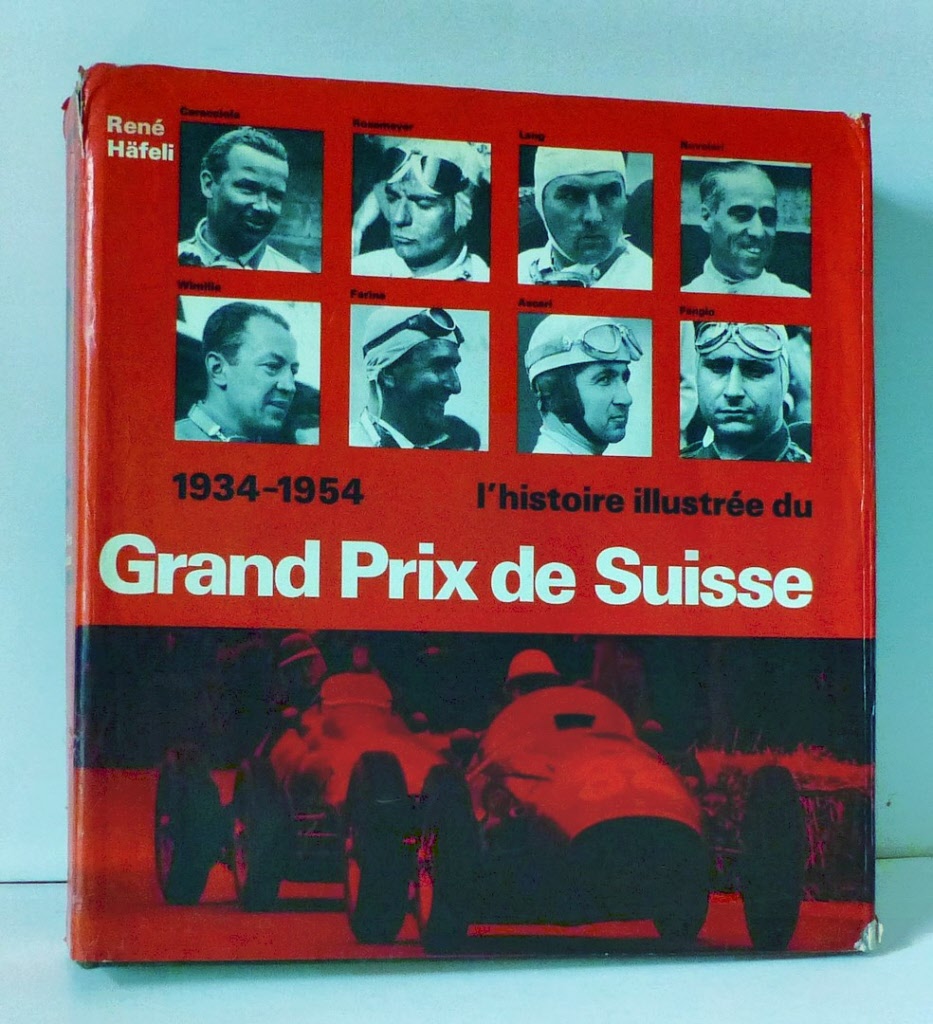 René
Häfeli
Caracciola
Rosemeyer
Lang
Nuvolari
Wimille
Farina
Ascari
Fangio
1934-1954
l'histoire illustrée du
Grand Prix de Suisse